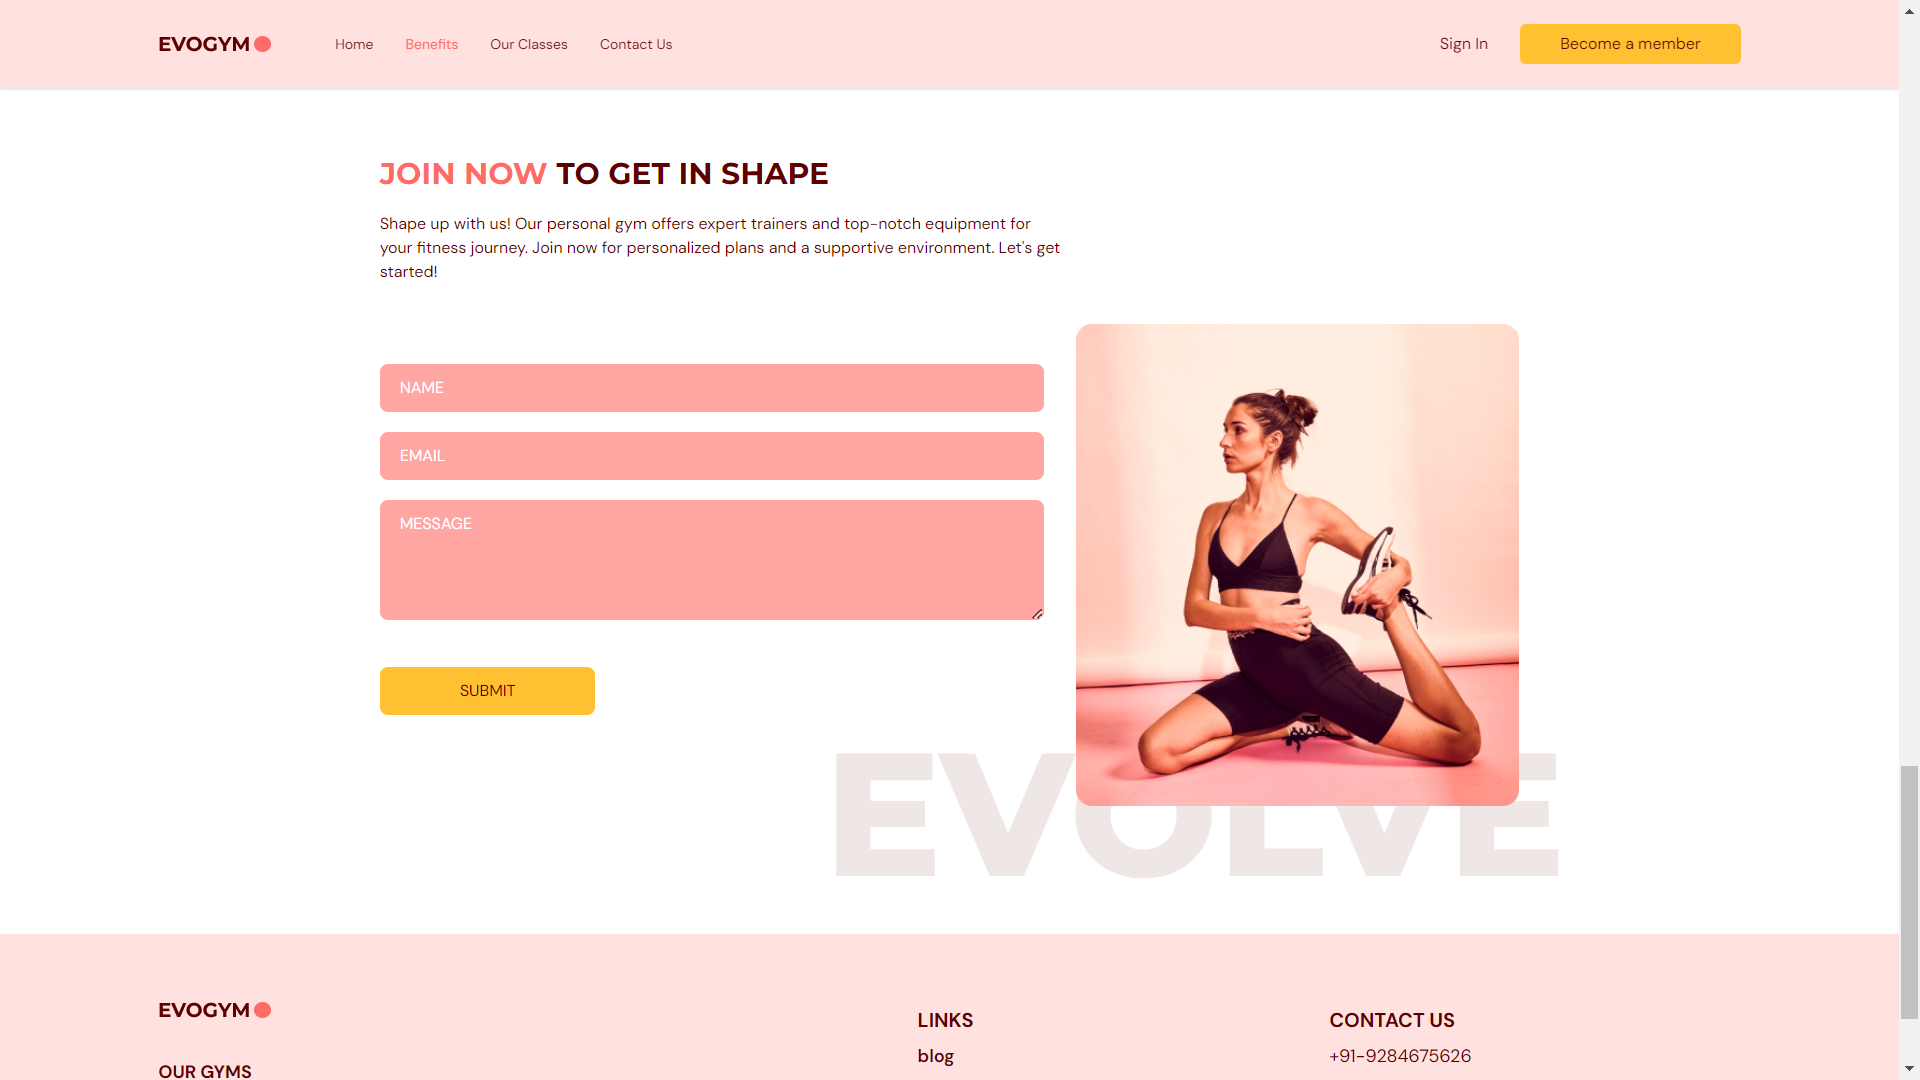 EVOGYM
Home
Benefits
Our Classes
Contact Us
Sign In
Become a member
JOIN NOW TO GET IN SHAPE
Shape up with us! Our personal gym offers expert trainers and top-notch equipment for
your fitness journey. Join now for personalized plans and a supportive environment. Let's get
started!
NAME
EMAIL
MESSAGE
SUBMIT
EVOLVE
EVOGYM
OUR GYMS
LINKS
blog
CONTACT US
+91-9284675626